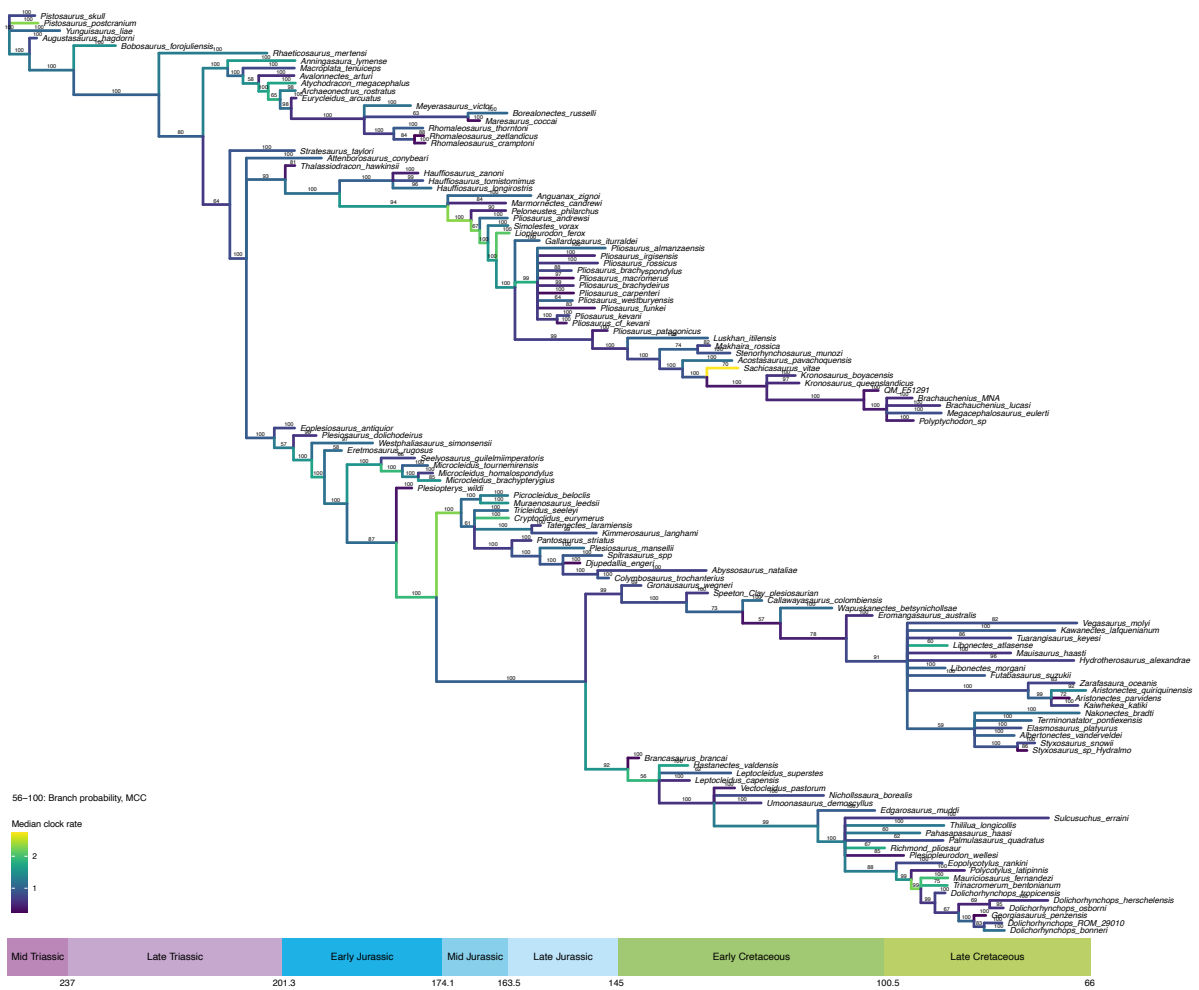 Pistosaurus_skull
Pistosaurus_postcranium
Yunguisaurus_liae
Augustasaurus_hagdorni
Bobosaurus_forojuliensis
Rhaeticosaurus_mertensi
Anningasaura_lymense
Macroplata_tenuiceps
Avalonnectes_arturi
Atychodracon_megacephalus
Archaeonectrus_rostratus
Eurycleidus_arcuatus
Meyerasaurus_victor
Borealonectes_russelli
Maresaurus_coccai
Rhomaleosaurus_thorntoni
Rhomaleosaurus_zetlandicus
Rhomaleosaurus_cramptoni
Stratesaurus_taylori
Attenborosaurus_conybeari
Thalassiodracon_hawkinsii
Hauffiosaurus_zanoni
Hauffiosaurus_tomistomimus
Hauffiosaurus_longirostris
Anguanax_zignoi
Marmornectes_candrewi
Peloneustes_philarchus
Pliosaurus_andrewsi
Simolestes_vorax
Liopleurodon_ferox
Gallardosaurus_iturraldei
Pliosaurus_almanzaensis
Pliosaurus_irgisensis
Pliosaurus_rossicus
Pliosaurus_brachyspondylus
Pliosaurus_macromerus
Pliosaurus_brachydeirus
Pliosaurus_carpenteri
Pliosaurus_westburyensis
Pliosaurus_funkei
Pliosaurus_kevani
Pliosaurus_cf_kevani
Pliosaurus_patagonicus
Luskhan_itilensis
Makhaira_rossica
Stenorhynchosaurus_munozi
Acostasaurus_pavachoquensis
Sachicasaurus_vitae
Kronosaurus_boyacensis
Kronosaurus_queenslandicus
QM_F51291
Brachauchenius_MNA
Brachauchenius_lucasi
Megacephalosaurus_eulerti
Polyptychodon_sp
Eoplesiosaurus_antiquior
Plesiosaurus_dolichodeirus
Westphaliasaurus_simonsensii
Eretmosaurus_rugosus
Seelyosaurus_guilelmiimperatoris
Microcleidus_tournemirensis
Microcleidus_homalospondylus
Microcleidus_brachypterygius
Plesiopterys_wildi
Picrocleidus_beloclis
Muraenosaurus_leedsii
Tricleidus_seeleyi
Cryptoclidus_eurymerus
Tatenectes_laramiensis
Kimmerosaurus_langhami
Pantosaurus_striatus
Plesiosaurus_mansellii
Spitrasaurus_spp
Djupedallia_engeri
Abyssosaurus_nataliae
Colymbosaurus_trochanterius
Gronausaurus_wegneri
Speeton_Clay_plesiosaurian
Callawayasaurus_colombiensis
Wapuskanectes_betsynichollsae
Eromangasaurus_australis
Vegasaurus_molyi
Kawanectes_lafquenianum
Tuarangisaurus_keyesi
Libonectes_atlasense
Mauisaurus_haasti
Hydrotherosaurus_alexandrae
Libonectes_morgani
Futabasaurus_suzukii
Zarafasaura_oceanis
Aristonectes_quiriquinensis
Aristonectes_parvidens
Kaiwhekea_katiki
Nakonectes_bradti
Terminonatator_pontiexensis
Elasmosaurus_platyurus
Albertonectes_vanderveldei
Styxosaurus_snowii
Styxosaurus_sp_Hydralmo
Brancasaurus_brancai
Hastanectes_valdensis
Leptocleidus_superstes
Leptocleidus_capensis
Vectocleidus_pastorum
Nichollssaura_borealis
Umoonasaurus_demoscyllus
Edgarosaurus_muddi
Sulcusuchus_erraini
Thililua_longicollis
Pahasapasaurus_haasi
Palmulasaurus_quadratus
Richmond_pliosaur
Plesiopleurodon_wellesi
Eopolycotylus_rankini
Polycotylus_latipinnis
Mauriciosaurus_fernandezi
Trinacromerum_bentonianum
Dolichorhynchops_tropicensis
Dolichorhynchops_herschelensis
Dolichorhynchops_osborni
Georgiasaurus_penzensis
Dolichorhynchops_ROM_29010
Dolichorhynchops_bonneri
56–100: Branch probability, MCC
Median clock rate
2
1
Mid Triassic Late Triassic Early Jurassic Mid Jurassic Late Jurassic Early Cretaceous Late Cretaceous
237 201.3 174.1 163.5 145 100.5 66